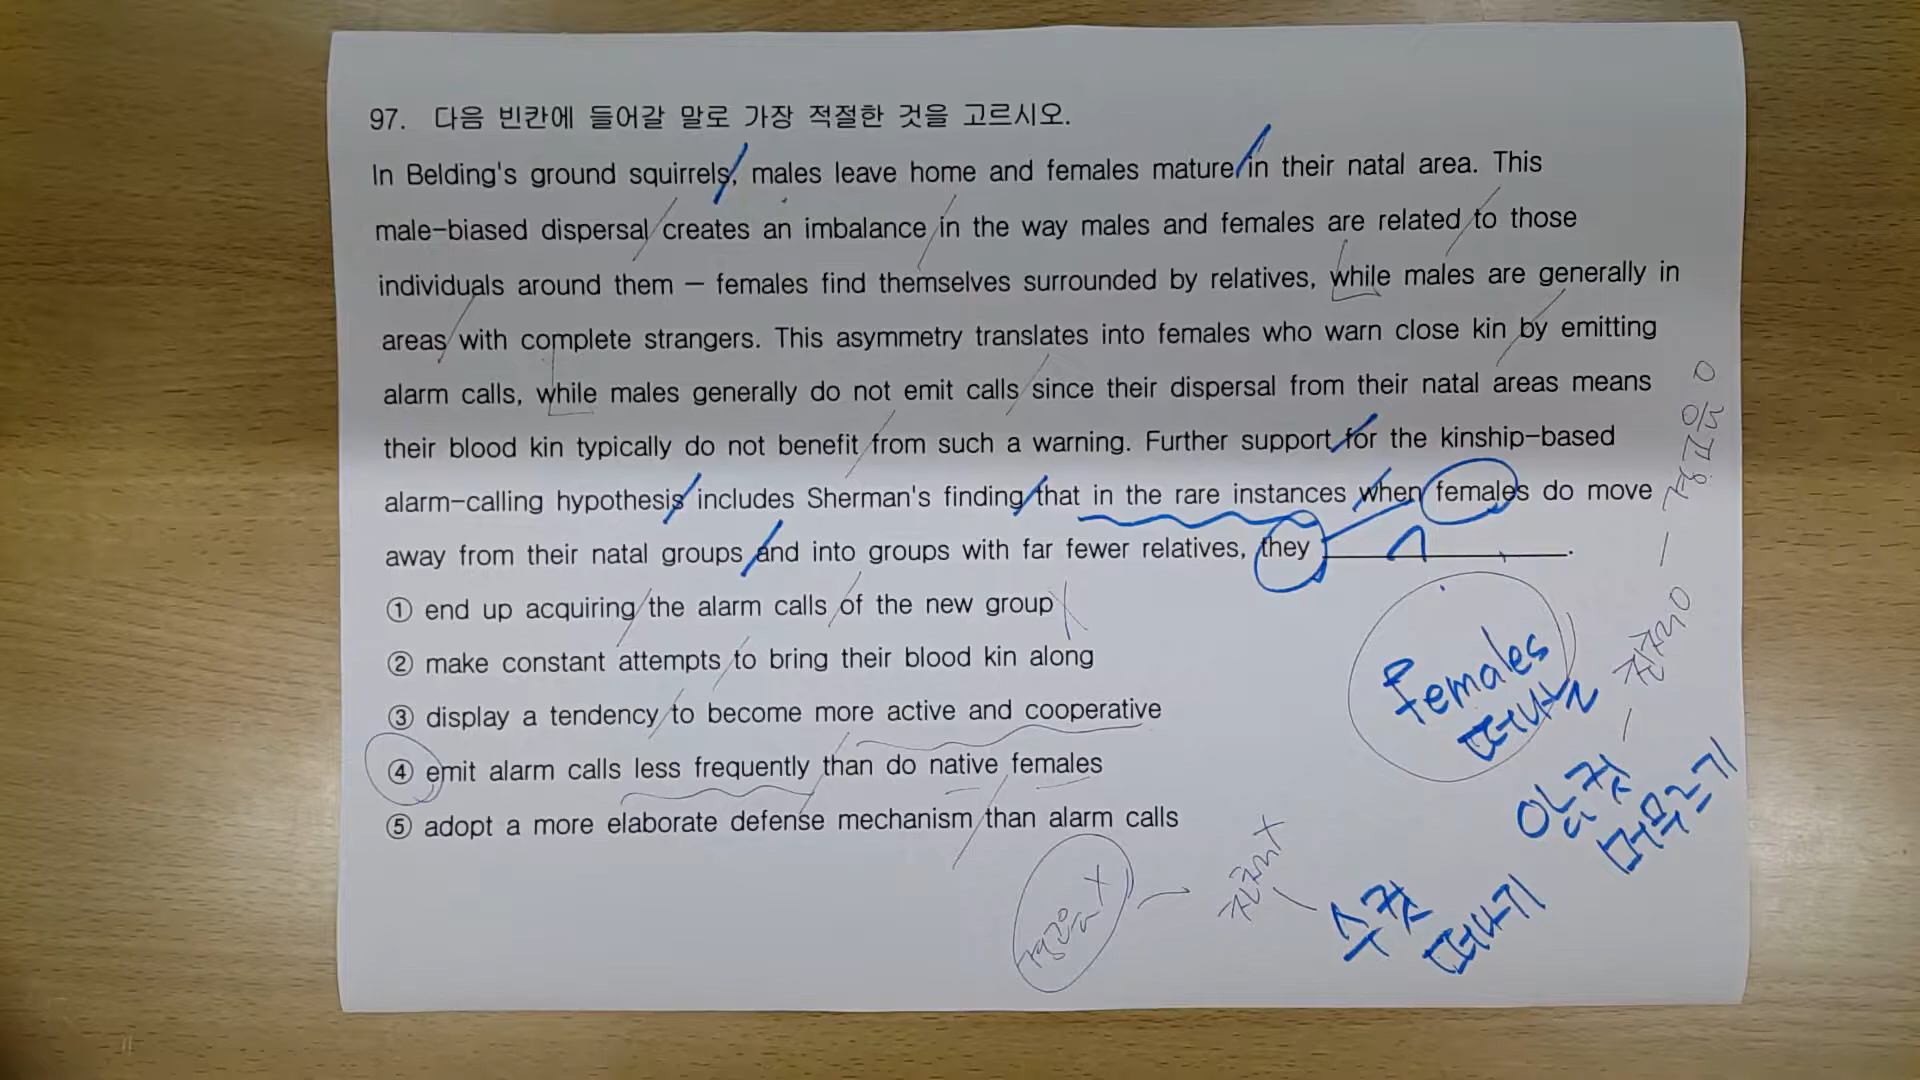 97. 다음 빈칸에 들어갈 말로 가장 적절한 것을 고르시오.
In Belding's ground squirrels, males leave home and females mature in their natal area. This
male-biased dispersal creates an imbalance in the way males and females are related to those
individuals around them — females find themselves surrounded by relatives, while males are generally in
areas with complete strangers. This asymmetry translates into females who warn close kin by emitting
alarm calls, while males generally do not emit calls since their dispersal from their natal areas means
their blood kin typically do not benefit from such a warning. Further support for the kinship-based
alarm-calling hypothesis includes Sherman's finding that in the rare instances when females do move
away from their natal groups and into groups with far fewer relatives, they ______________.
① end up acquiring the alarm calls of the new group
② make constant attempts to bring their blood kin along
③ display a tendency to become more active and cooperative
④ emit alarm calls less frequently than do native females
⑤ adopt a more elaborate defense mechanism than alarm calls
females
떠나는
암컷
머무르기
수컷
떠나기
경고음 X
경고음 O